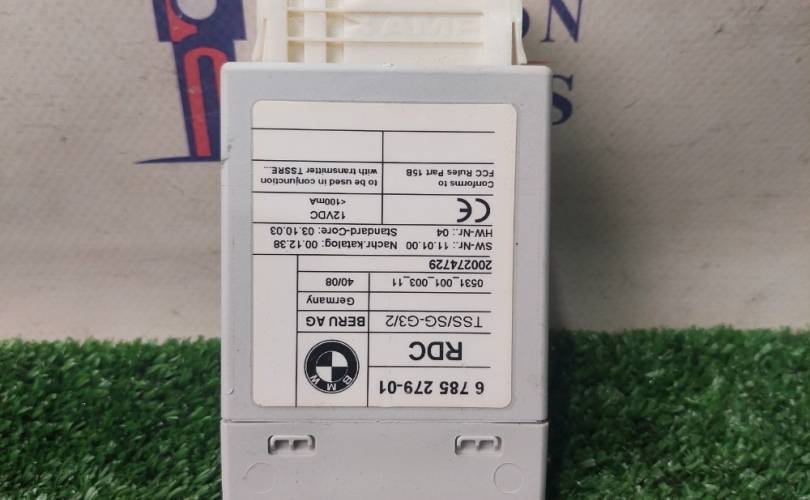 6 785 279-01
RDC
BMW
TSS/SG-G3/2
BERU AG
Germany
0531_001_003_11
40/08
200274729
SW-Nr.: 11.01.00 Nachr.katalog: 00.12.38
HW-Nr.: 04 Standard-Core: 03.10.03
CE
12VDC
<100mA
Conforms to
FCC Rules Part 15B
to be used in conjunction
with transmitter TSSRE...
ON
S